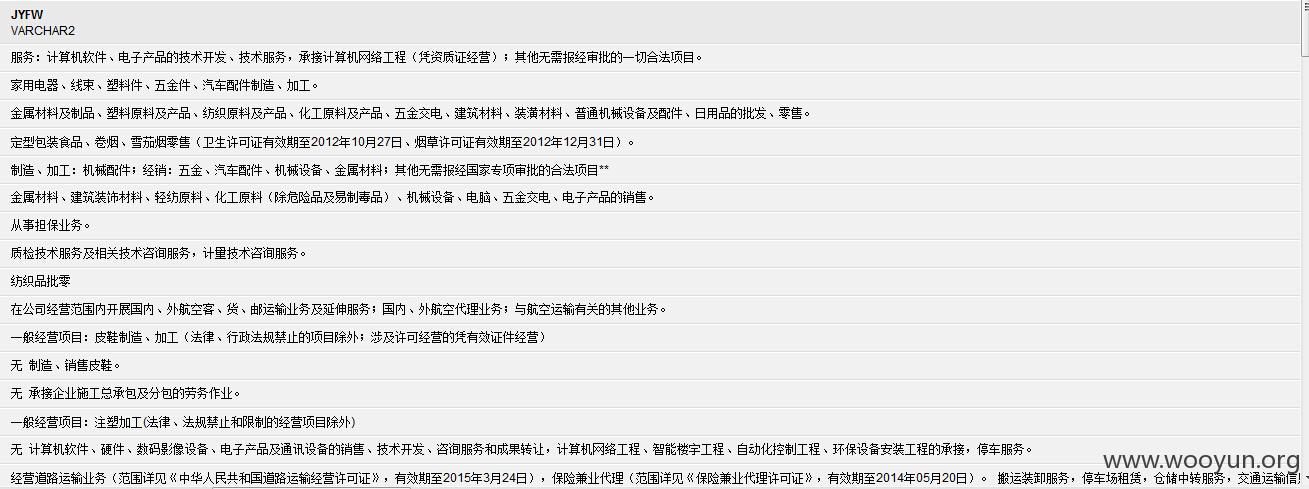 JYFW
VARCHAR2
服务：计算机软件、电子产品的技术开发、技术服务，承接计算机网络工程（凭资质证经营）；其他无需报经审批的一切合法项目。
家用电器、线束、塑料件、五金件、汽车配件制造、加工。
金属材料及制品、塑料原料及产品、纺织原料及产品、化工原料及产品、五金交电、建筑材料、装潢材料、普通机械设备及配件、日用品的批发、零售。
定型包装食品、卷烟、雪茄烟零售（卫生许可证有效期至2012年10月27日、烟草许可证有效期至2012年12月31日）。
制造、加工：机械配件；经销：五金、汽车配件、机械设备、金属材料；其他无需报经国家专项审批的合法项目**
金属材料、建筑装饰材料、轻纺原料、化工原料（除危险品及易制毒品）、机械设备、电脑、五金交电、电子产品的销售。
从事担保业务。
质检技术服务及相关技术咨询服务，计量技术咨询服务。
纺织品批零
在公司经营范围内开展国内、外航空客、货、邮运输业务及延伸服务；国内、外航空代理业务；与航空运输有关的其他业务。
一般经营项目：皮鞋制造、加工（法律、行政法规禁止的项目除外；涉及许可经营的凭有效证件经营）
无 制造、销售皮鞋。
无 承接企业施工总承包及分包的劳务作业。
一般经营项目：注塑加工(法律、法规禁止和限制的经营项目除外)
无 计算机软件、硬件、数码影像设备、电子产品及通讯设备的销售、技术开发、咨询服务和成果转让，计算机网络工程、智能楼宇工程、自动化控制工程、环保设备安装工程的承接，停车服务。
经营道路运输业务（范围详见《中华人民共和国道路运输经营许可证》，有效期至2015年3月24日），保险兼业代理（范围详见《保险兼业代理许可证》，有效期至2014年05月20日）。 搬运装卸服务，停车场租赁，仓储中转服务，交通运输信息
www.wooyun.org